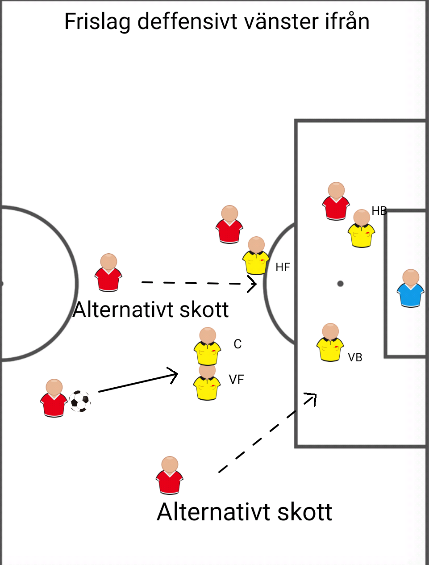 Frislag deffensivt vänster ifrån
HB
HF
Alternativt skott
C
VB
VF
Alternativt skott